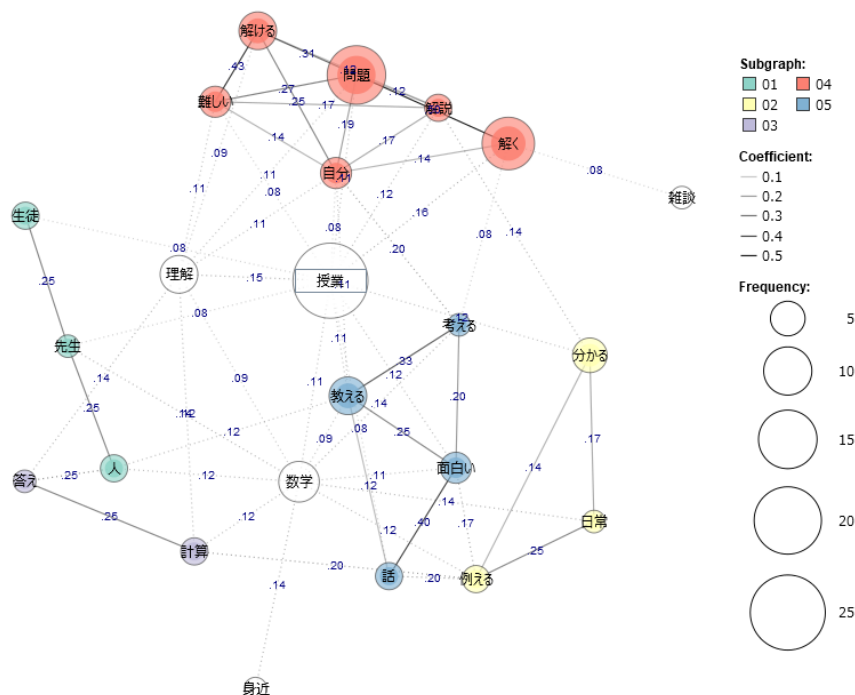 解ける
.31
.43
問題
.12
.12
.27
難しい
.25
.17
解説
.19
解く
.09
.14
.17
.14
自分
.08
雑談
.11
.11
.08
.12
.16
.11
生徒
.08
.20
.08
.14
.08
理解
.15
授業
.25
.08
考える
.12
先生
.11
分かる
.33
.14
.09
.11
.12
教える
.20
.25
.14
.17
.12
.08
.25
.12
.09
.14
人
.12
.11
面白い
答え
.25
数学
.12
.14
.17
.25
.12
.40
.12
日常
計算
.20
.25
話
.20
例える
.14
身近
Subgraph:
01 04
02 05
03
Coefficient:
0.1
0.2
0.3
0.4
0.5
Frequency:
5
10
15
20
25